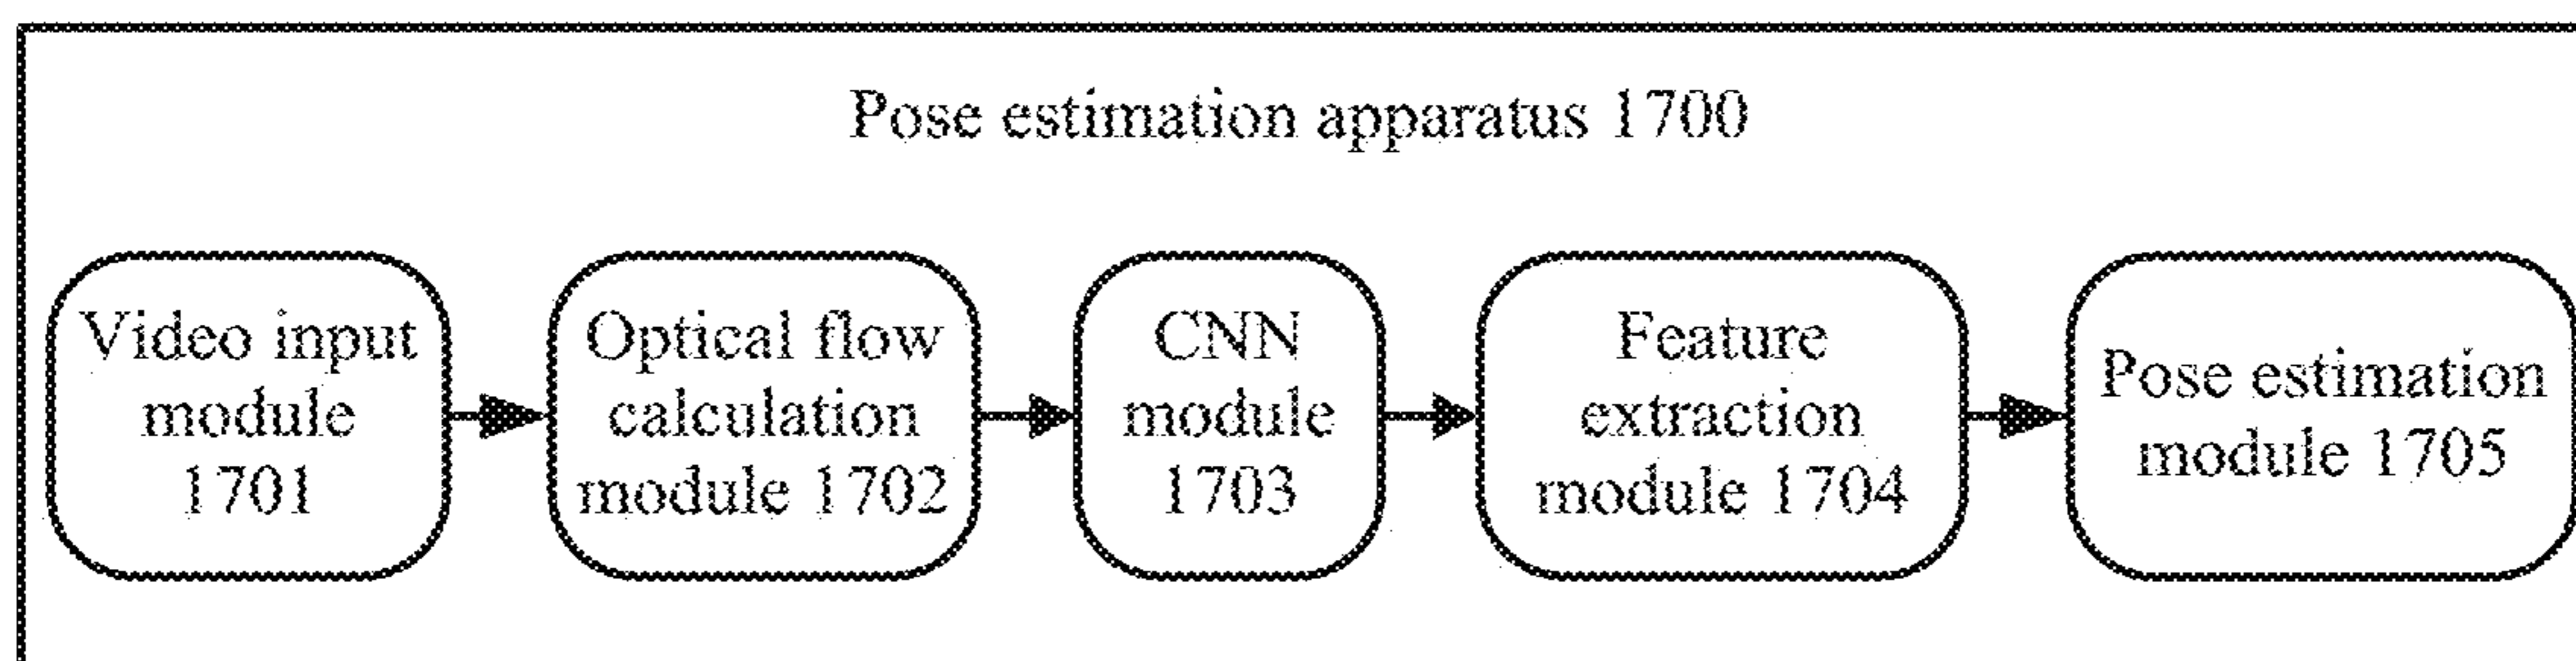 Pose estimation apparatus 1700
Video input
module
1701
Optical flow
calculation
module 1702
CNN
module
1703
Feature
extraction
module 1704
Pose estimation
module 1705